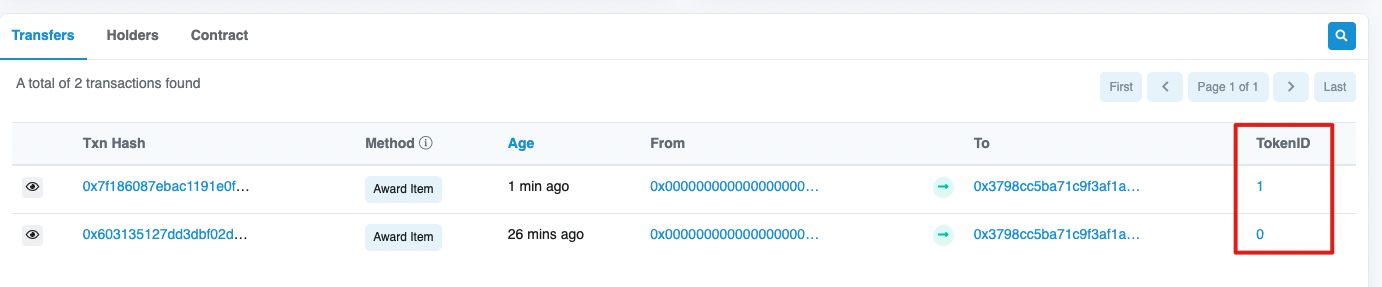 Transfers Holders Contract
A total of 2 transactions found First Page 1 of 1 Last
Txn Hash Method Age From To TokenID
0x7f186087ebac1191e0f… Award Item 1 min ago 0x000000000000000000… 0x3798cc5ba71c9f3af1a… 1
0x603135127dd3dbf02d… Award Item 26 mins ago 0x000000000000000000… 0x3798cc5ba71c9f3af1a… 0